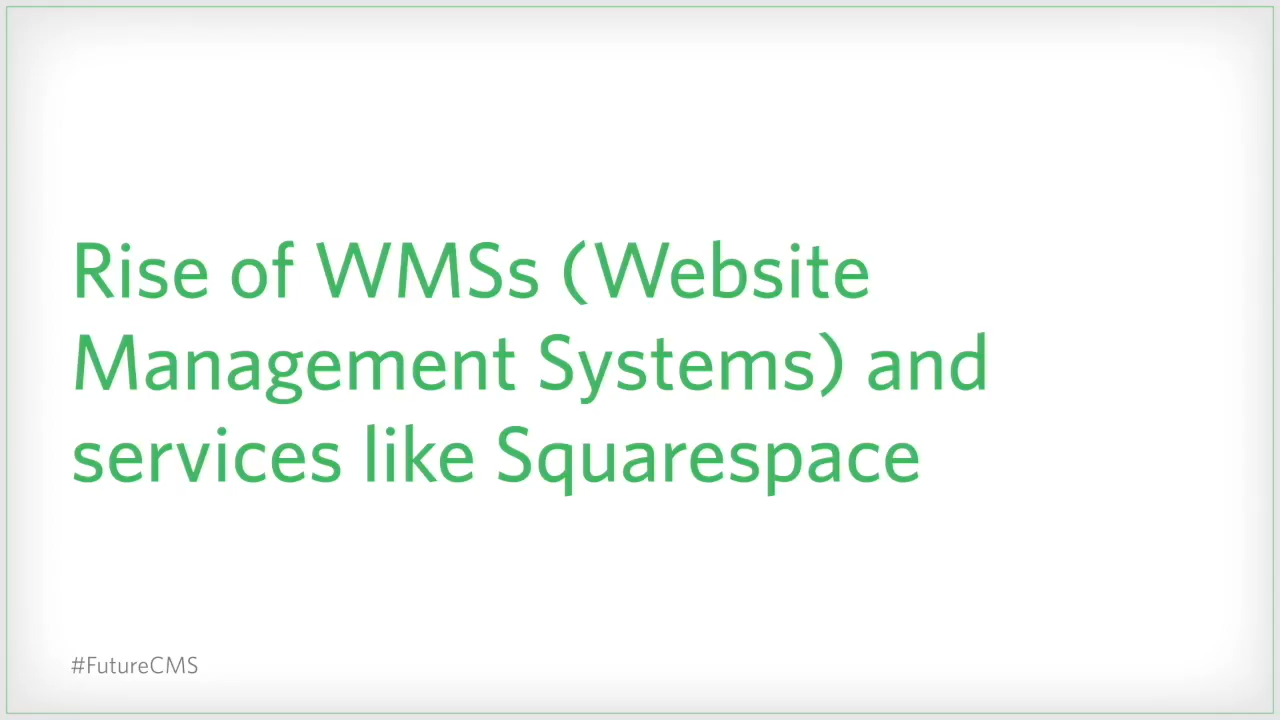 Rise of WMSs (Website
Management Systems) and
services like Squarespace
#FutureCMS